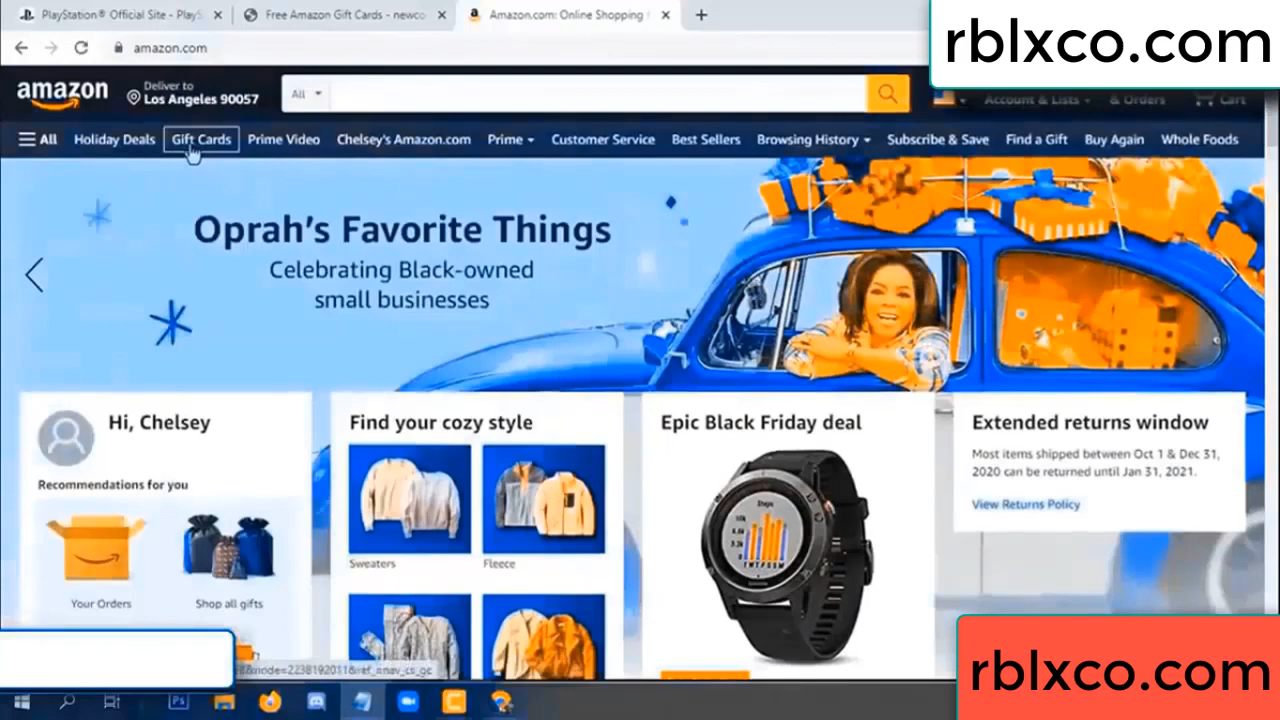 PlayStation® Official Site - PlayS
Free Amazon Gift Cards - newco
Amazon.com: Online Shopping
amazon.com
rblxco.com
amazon
Deliver to
Los Angeles 90057
All
Account & Lists
& Orders
Cart
All
Holiday Deals
Gift Cards
Prime Video
Chelsey's Amazon.com
Prime
Customer Service
Best Sellers
Browsing History
Subscribe & Save
Find a Gift
Buy Again
Whole Foods
Oprah's Favorite Things
Celebrating Black-owned
small businesses
Hi, Chelsey
Recommendations for you
Your Orders
Shop all gifts
Find your cozy style
Sweaters
Fleece
Epic Black Friday deal
Steps
Extended returns window
Most items shipped between Oct 1 & Dec 31,
2020 can be returned until Jan 31, 2021.
View Returns Policy
Ps
rblxco.com